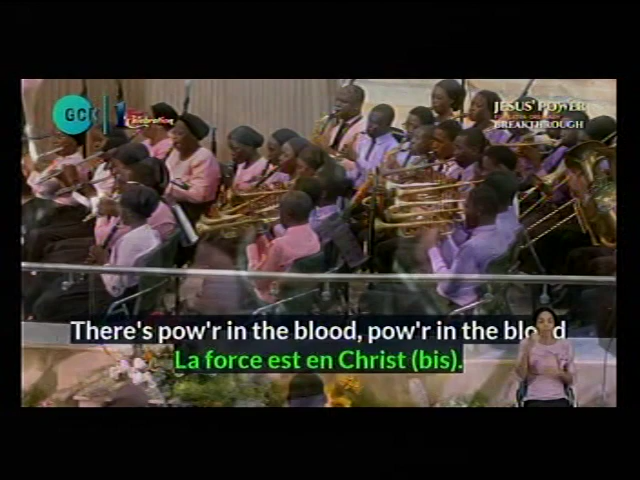 GCK
Celebration
JESUS' POWER
BREAKTHROUGH
There's pow'r in the blood, pow'r in the blood
La force est en Christ (bis).